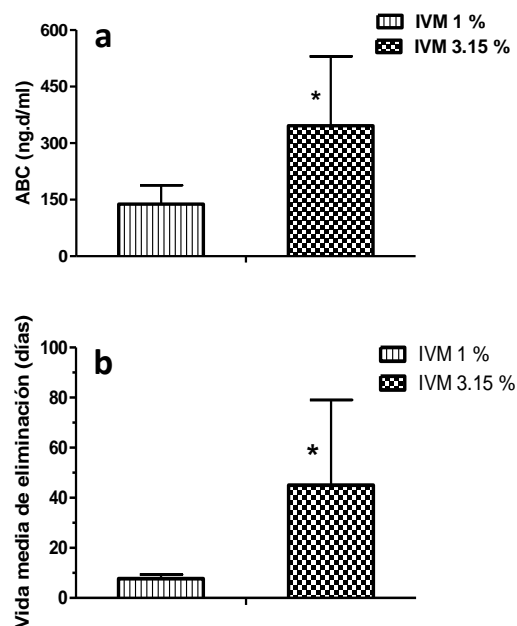 a
IVM 1 %
IVM 3.15 %
ABC (ng.d/ml)
600
450
300
150
0
*
b
IVM 1 %
IVM 3.15 %
Vida media de eliminación (días)
100
80
60
40
20
0
*